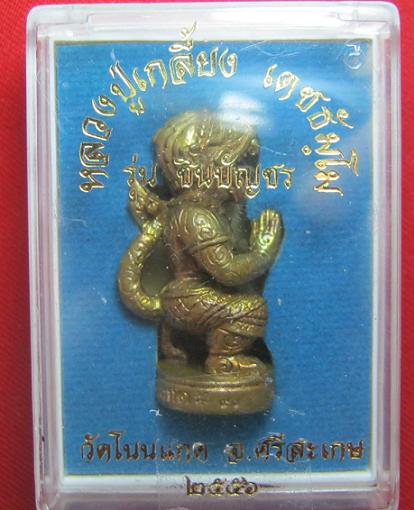 หลวงปู่เกลี้ยง เตชธัมโม
รุ่น ชินบัญชร
วัดโนนแกด จ.ศรีสะเกษ
๒๕๕๖